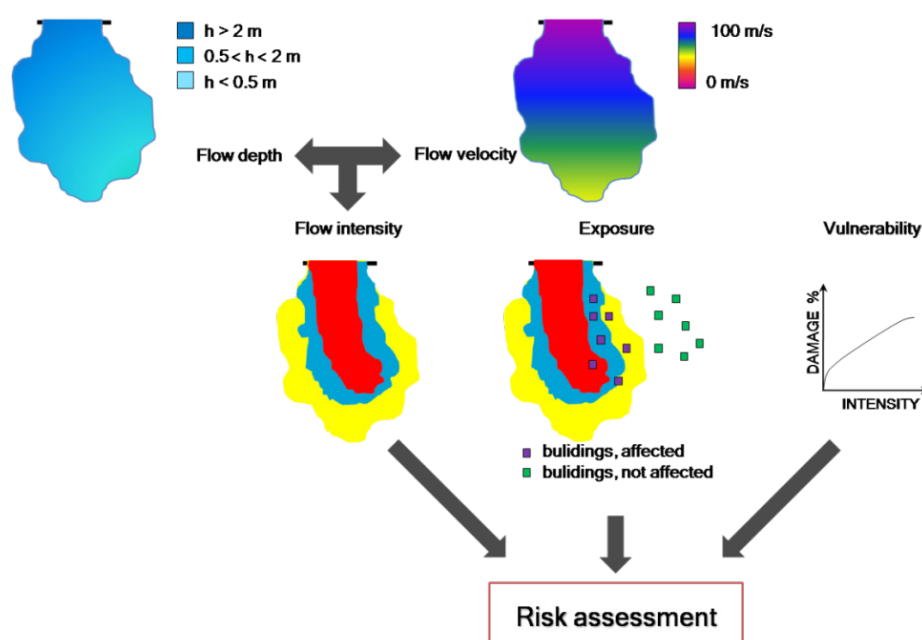 h > 2 m
0.5 < h < 2 m
h < 0.5 m
100 m/s
0 m/s
Flow depth
Flow velocity
Flow intensity
Exposure
Vulnerability
DAMAGE %
INTENSITY
bulidings, affected
bulidings, not affected
Risk assessment